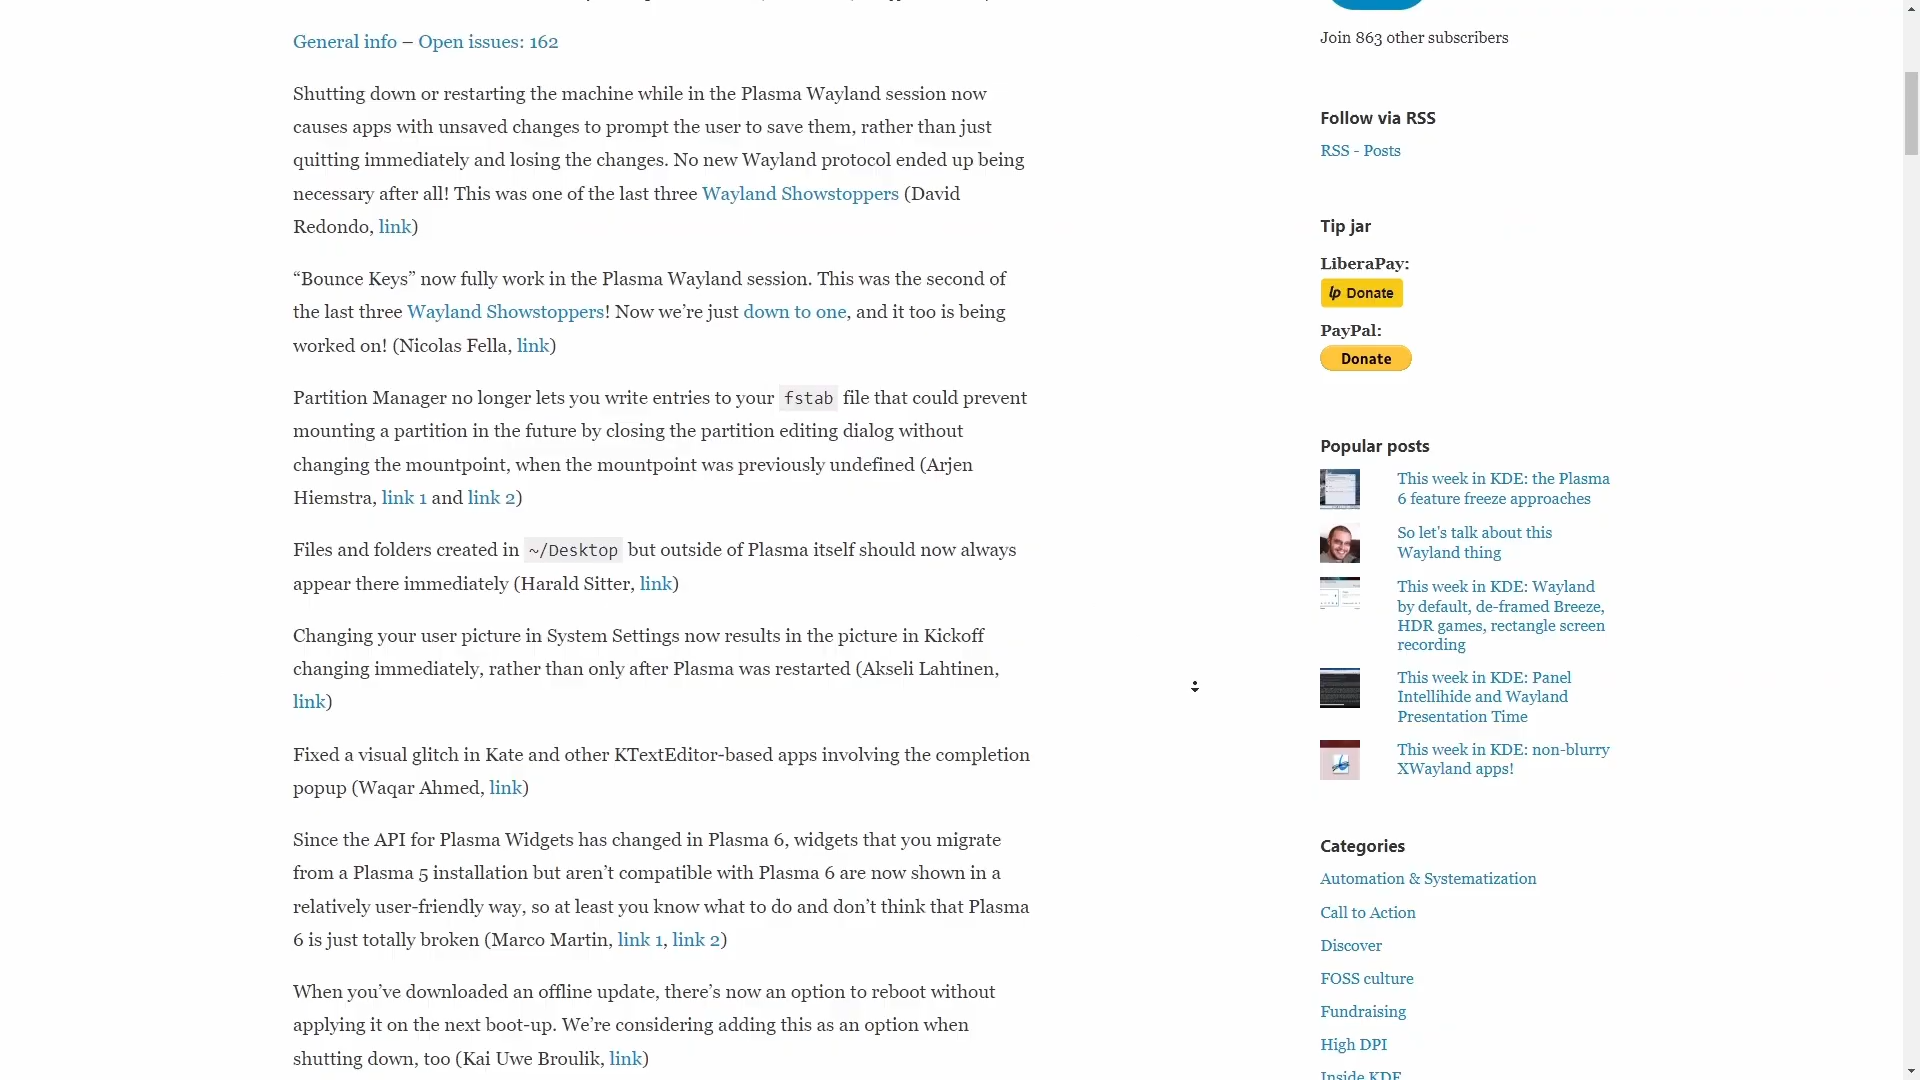 General info – Open issues: 162
Shutting down or restarting the machine while in the Plasma Wayland session now
causes apps with unsaved changes to prompt the user to save them, rather than just
quitting immediately and losing the changes. No new Wayland protocol ended up being
necessary after all! This was one of the last three Wayland Showstoppers (David
Redondo, link)
“Bounce Keys” now fully work in the Plasma Wayland session. This was the second of
the last three Wayland Showstoppers! Now we’re just down to one, and it too is being
worked on! (Nicolas Fella, link)
Partition Manager no longer lets you write entries to your fstab file that could prevent
mounting a partition in the future by closing the partition editing dialog without
changing the mountpoint, when the mountpoint was previously undefined (Arjen
Hiemstra, link 1 and link 2)
Files and folders created in ~/Desktop but outside of Plasma itself should now always
appear there immediately (Harald Sitter, link)
Changing your user picture in System Settings now results in the picture in Kickoff
changing immediately, rather than only after Plasma was restarted (Akseli Lahtinen,
link)
Fixed a visual glitch in Kate and other KTextEditor-based apps involving the completion
popup (Waqar Ahmed, link)
Since the API for Plasma Widgets has changed in Plasma 6, widgets that you migrate
from a Plasma 5 installation but aren’t compatible with Plasma 6 are now shown in a
relatively user-friendly way, so at least you know what to do and don’t think that Plasma
6 is just totally broken (Marco Martin, link 1, link 2)
When you’ve downloaded an offline update, there’s now an option to reboot without
applying it on the next boot-up. We’re considering adding this as an option when
shutting down, too (Kai Uwe Broulik, link)
Join 863 other subscribers
Follow via RSS
RSS - Posts
Tip jar
LiberaPay:
lp Donate
PayPal:
Donate
Popular posts
This week in KDE: the Plasma
6 feature freeze approaches
So let's talk about this
Wayland thing
This week in KDE: Wayland
by default, de-framed Breeze,
HDR games, rectangle screen
recording
This week in KDE: Panel
Intellihide and Wayland
Presentation Time
This week in KDE: non-blurry
XWayland apps!
Categories
Automation & Systematization
Call to Action
Discover
FOSS culture
Fundraising
High DPI
Inside KDE